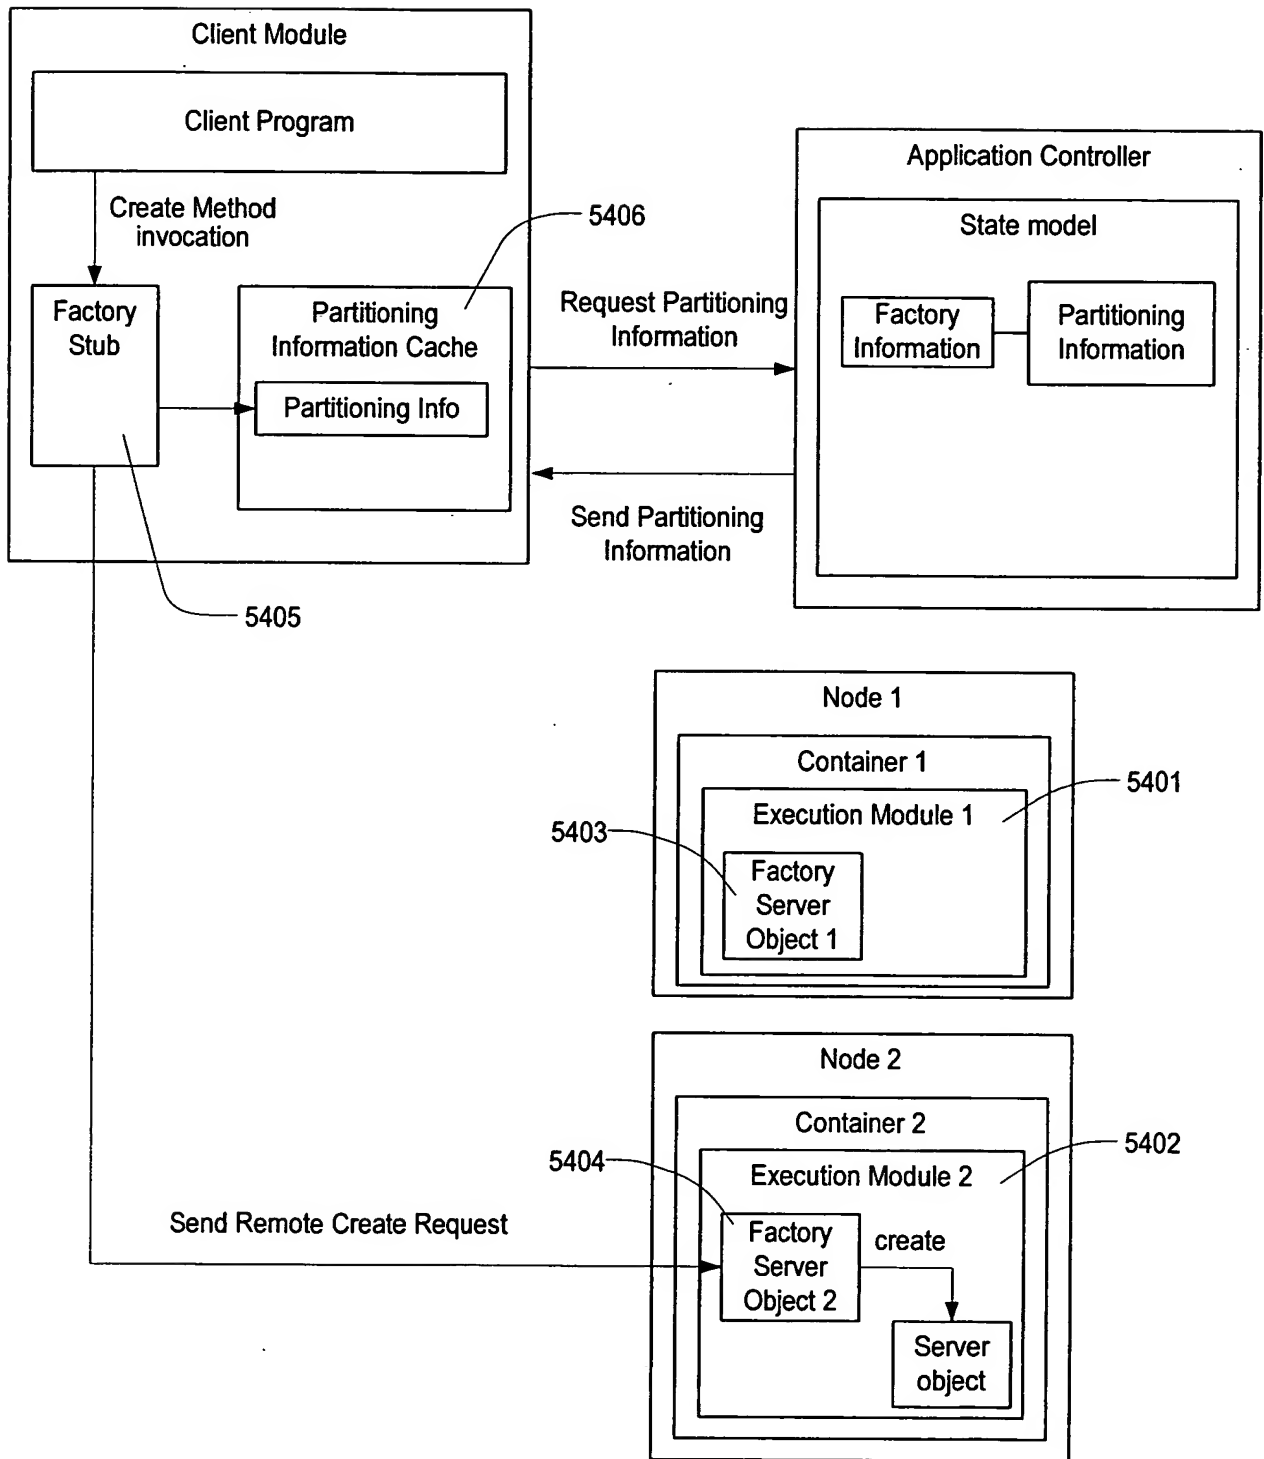 Client Module
Client Program
Create Method
invocation
5406
Factory
Stub
Partitioning
Information Cache
Partitioning Info
5405
Request Partitioning
Information
Send Partitioning
Information
Application Controller
State model
Factory
Information
Partitioning
Information
Node 1
Container 1
Execution Module 1
5401
5403
Factory
Server
Object 1
Node 2
Container 2
Execution Module 2
5402
5404
Factory
Server
Object 2
create
Server
object
Send Remote Create Request